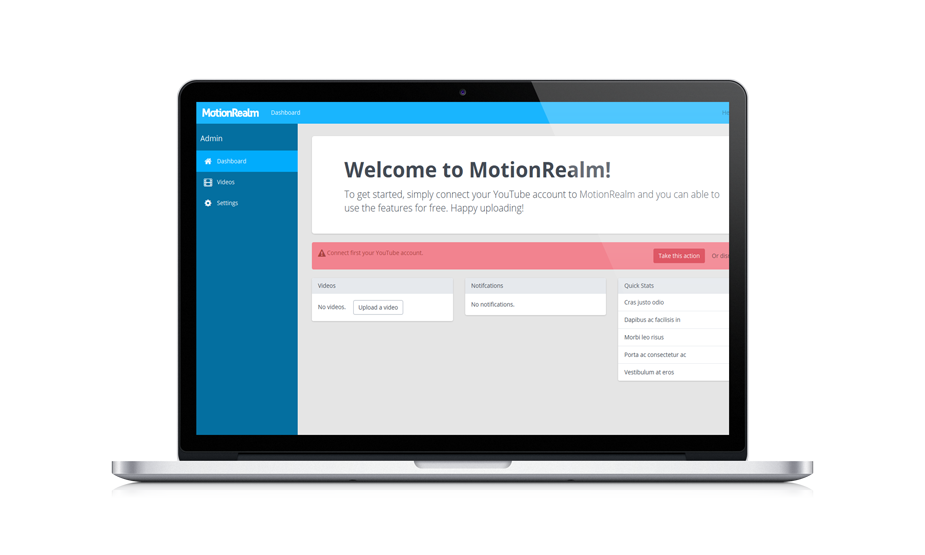 MotionRealm Dashboard
Admin
Dashboard
Videos
Settings
Welcome to MotionRealm!
To get started, simply connect your YouTube account to MotionRealm and you can able to
use the features for free. Happy uploading!
Connect first your YouTube account.
Take this action
Or
Videos
No videos. Upload a video
Notifcations
No notifications.
Quick Stats
Cras justo odio
Dapibus ac facilisis in
Morbi leo risus
Porta ac consectetur ac
Vestibulum at eros